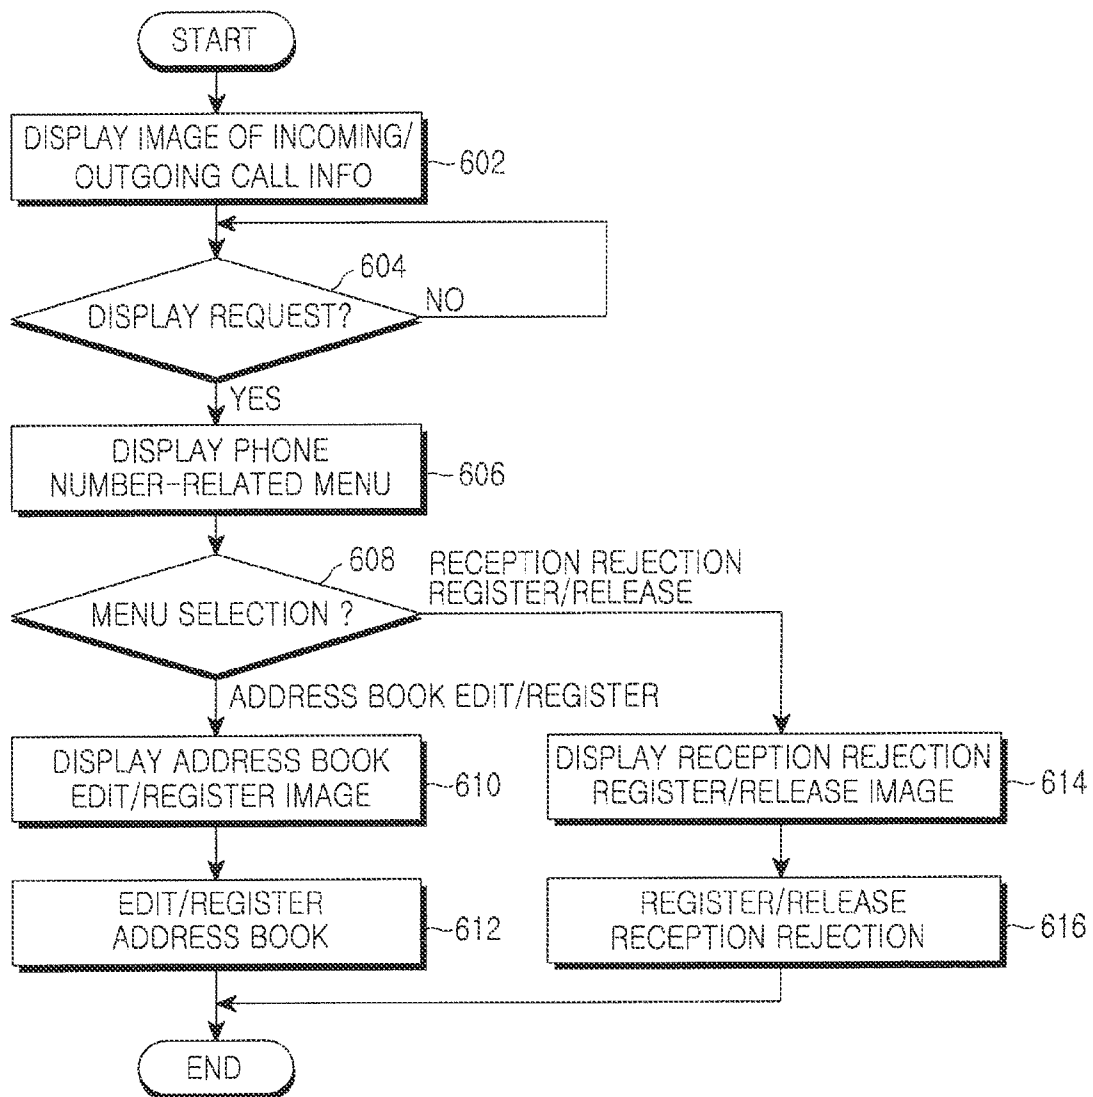 START
DISPLAY IMAGE OF INCOMING/
OUTGOING CALL INFO
602
604
DISPLAY REQUEST?
NO
YES
DISPLAY PHONE
NUMBER-RELATED MENU
606
608
MENU SELECTION ?
RECEPTION REJECTION
REGISTER/RELEASE
ADDRESS BOOK EDIT/REGISTER
DISPLAY ADDRESS BOOK
EDIT/REGISTER IMAGE
610
DISPLAY RECEPTION REJECTION
REGISTER/RELEASE IMAGE
614
EDIT/REGISTER
ADDRESS BOOK
612
REGISTER/RELEASE
RECEPTION REJECTION
616
END